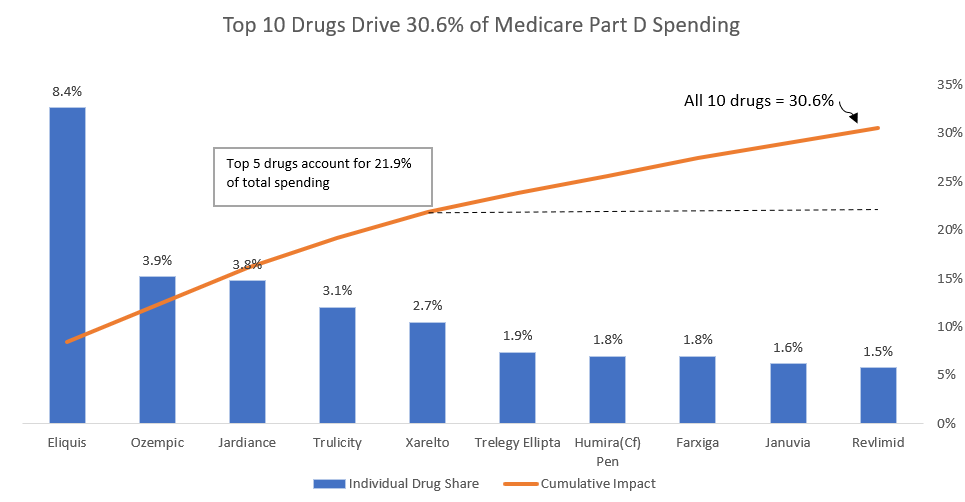 Top 10 Drugs Drive 30.6% of Medicare Part D Spending
35%
30%
25%
20%
15%
10%
5%
0%
All 10 drugs = 30.6%
Top 5 drugs account for 21.9%
of total spending
8.4%
3.9%
3.8%
3.1%
2.7%
1.9%
1.8%
1.8%
1.6%
1.5%
Eliquis
Ozempic
Jardiance
Trulicity
Xarelto
Trelegy Ellipta
Humira(Cf)
Pen
Farxiga
Januvia
Revlimid
Individual Drug Share
Cumulative Impact